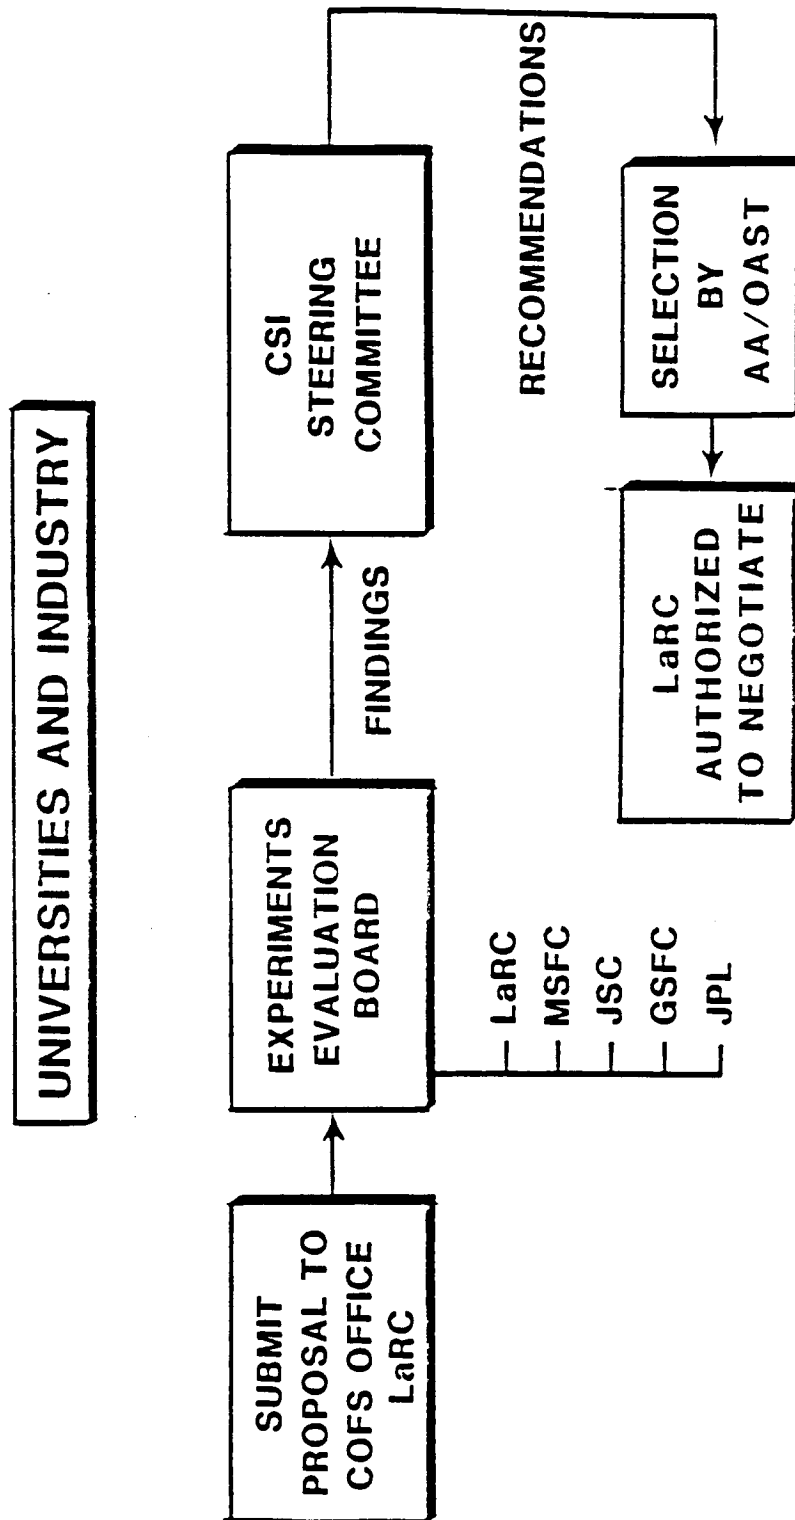 UNIVERSITIES AND INDUSTRY
SUBMIT
PROPOSAL TO
COFS OFFICE
LaRC
EXPERIMENTS
EVALUATION
BOARD
LaRC
MSFC
JSC
GSFC
JPL
FINDINGS
CSI
STEERING
COMMITTEE
RECOMMENDATIONS
SELECTION
BY
AA/OAST
LaRC
AUTHORIZED
TO NEGOTIATE